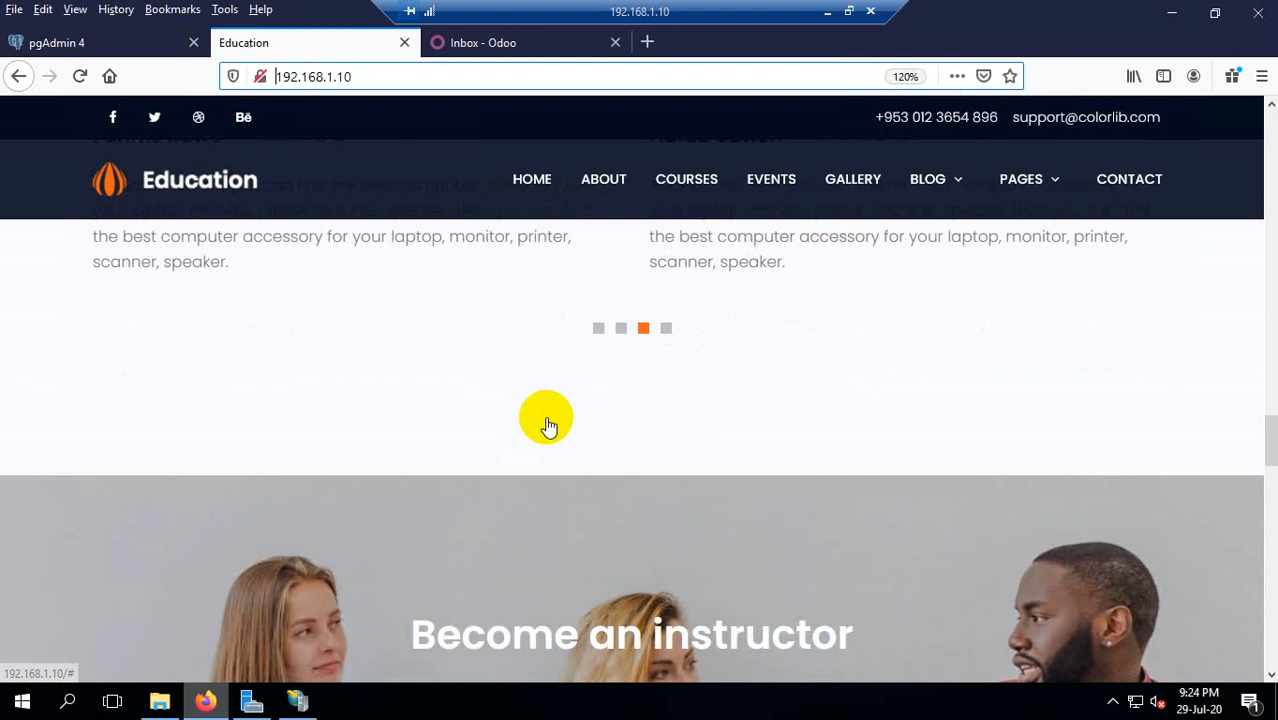 File Edit View History Bookmarks Tools Help
192.168.1.10
pgAdmin 4
Education
Inbox - Odoo
192.168.1.10
120%
+953 012 3654 896 support@colorlib.com
Education
HOME ABOUT COURSES EVENTS GALLERY BLOG PAGES CONTACT
the best computer accessory for your laptop, monitor, printer,
scanner, speaker.
the best computer accessory for your laptop, monitor, printer,
scanner, speaker.
Become an instructor
192.168.1.10/#
9:24 PM
29-Jul-20
1